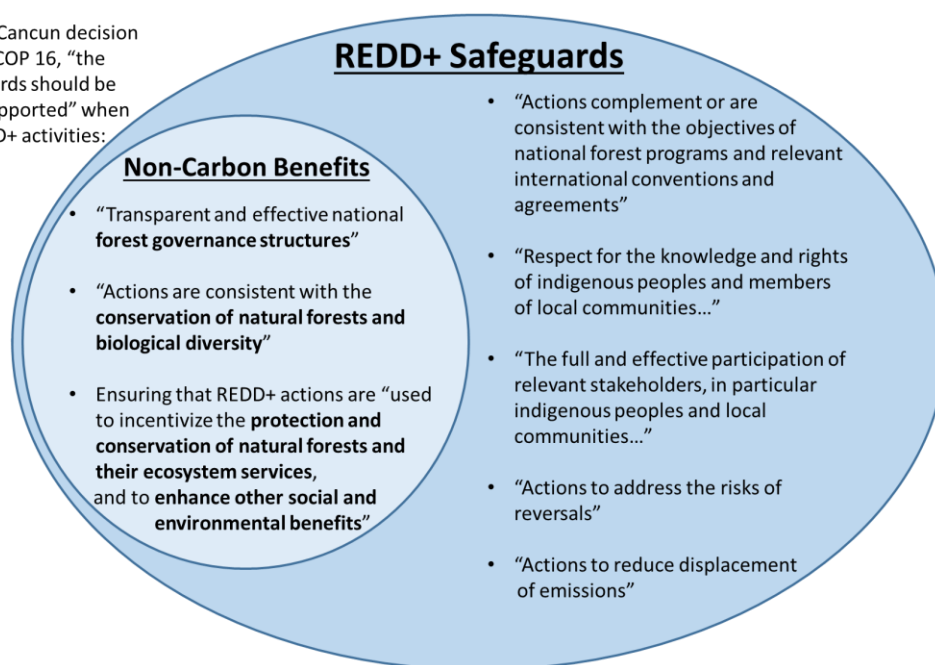 Cancun decision
COP 16, “the
rds should be
pported” when
D+ activities:
REDD+ Safeguards
Non-Carbon Benefits
• “Transparent and effective national
forest governance structures”
• “Actions are consistent with the
conservation of natural forests and
biological diversity”
• Ensuring that REDD+ actions are “used
to incentivize the protection and
conservation of natural forests and
their ecosystem services,
and to enhance other social and
environmental benefits”
• “Actions complement or are
consistent with the objectives of
national forest programs and relevant
international conventions and
agreements”
• “Respect for the knowledge and rights
of indigenous peoples and members
of local communities…”
• “The full and effective participation of
relevant stakeholders, in particular
indigenous peoples and local
communities…”
• “Actions to address the risks of
reversals”
• “Actions to reduce displacement
of emissions”